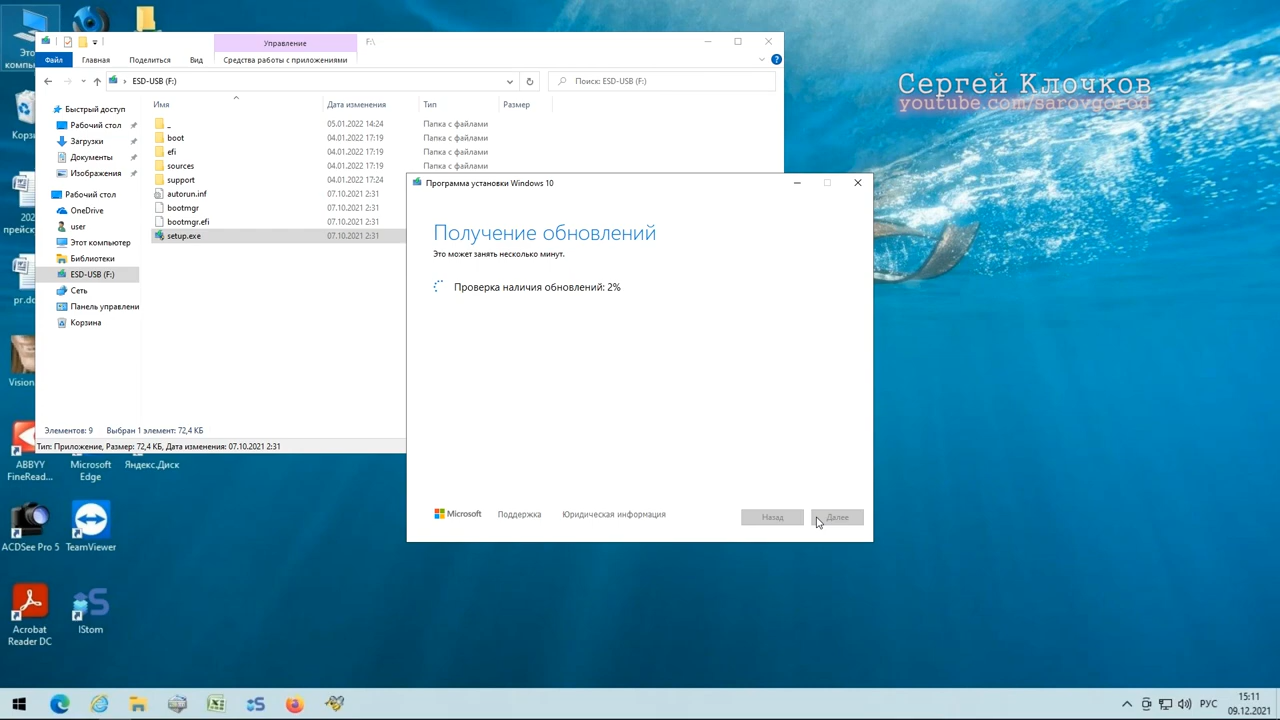 Это
компью
Корз
202
прейск
pr.do
Vision
ABBYY
FineRead...
Microsoft
Edge
Яндекс.Диск
ACDSee Pro 5
TeamViewer
Acrobat
Reader DC
IStom
Управление
F:\
Файл
Главная
Поделиться
Вид
Средства работы с приложениями
ESD-USB (F:)
Поиск: ESD-USB (F:)
Имя Дата изменения Тип Размер
Быстрый доступ
Рабочий стол
Загрузки
Документы
Изображения
Рабочий стол
OneDrive
user
Этот компьютер
Библиотеки
ESD-USB (F:)
Сеть
Панель управлени
Корзина
_ 05.01.2022 14:24 Папка с файлами
boot 04.01.2022 17:19 Папка с файлами
efi 04.01.2022 17:19 Папка с файлами
sources 04.01.2022 17:19 Папка с файлами
support 04.01.2022 17:24 Папка с файлами
autorun.inf 07.10.2021 2:31
bootmgr 07.10.2021 2:31
bootmgr.efi 07.10.2021 2:31
setup.exe 07.10.2021 2:31
Элементов: 9 Выбран 1 элемент: 72,4 КБ
Тип: Приложение, Размер: 72,4 КБ, Дата изменения: 07.10.2021 2:31
Программа установки Windows 10
Получение обновлений
Это может занять несколько минут.
Проверка наличия обновлений: 2%
Microsoft Поддержка Юридическая информация
Назад Далее
Сергей Клочков
youtube.com/sarovgorod
РУС
15:11
09.12.2021